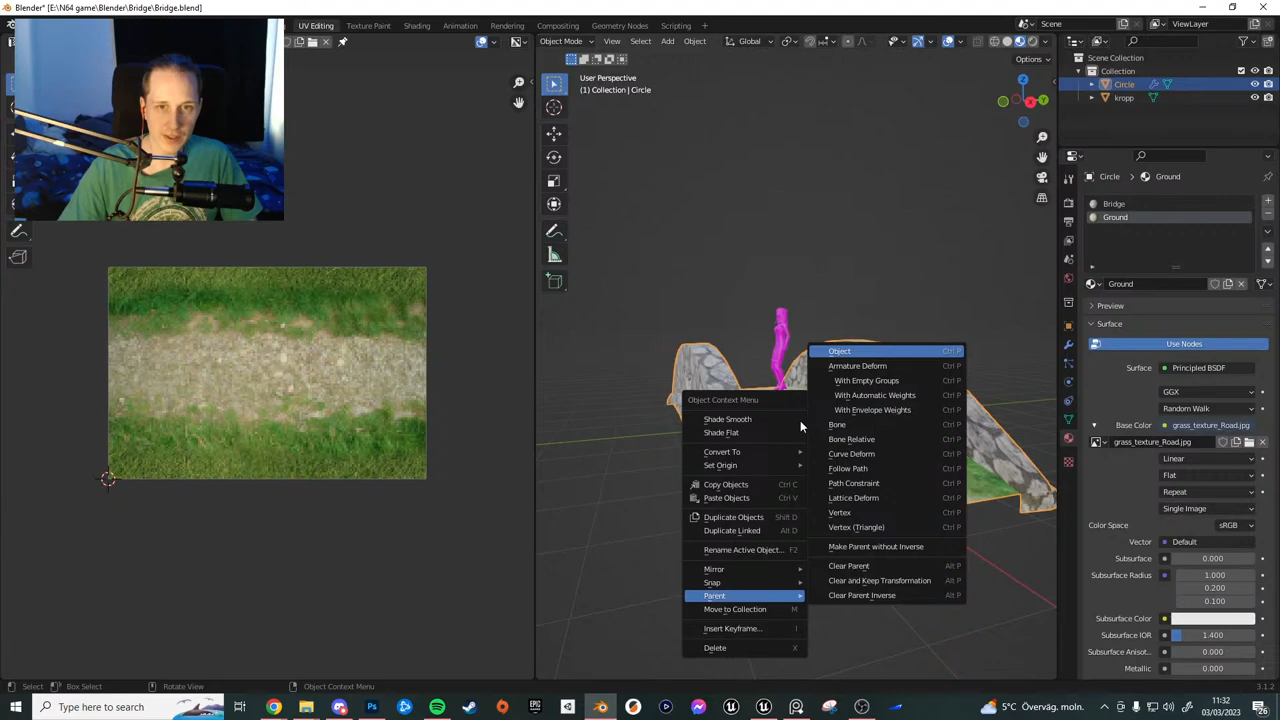 Blender* [E:\N64 game\Blender\Bridge\Bridge.blend]
UV Editing
Texture Paint
Shading
Animation
Rendering
Compositing
Geometry Nodes
Scripting
+
Scene
ViewLayer
Object Mode
View
Select
Add
Object
Global
Options
User Perspective
(1) Collection | Circle
Z
X
Y
Scene Collection
Collection
Circle
kropp
Circle
Ground
Bridge
Ground
Ground
Preview
Surface
Use Nodes
Surface
Principled BSDF
GGX
Random Walk
Base Color
grass_texture_Road.jpg
grass_texture_Road.jpg
Linear
Flat
Repeat
Single Image
Color Space
sRGB
Vector
Default
Subsurface
0.000
Subsurface Radius
1.000
0.200
0.100
Subsurface Color
Subsurface IOR
1.400
Subsurface Anisot...
0.000
Metallic
0.000
Object Context Menu
Shade Smooth
Shade Flat
Convert To
Set Origin
Copy Objects Ctrl C
Paste Objects Ctrl V
Duplicate Objects Shift D
Duplicate Linked Alt D
Rename Active Object... F2
Mirror
Snap
Parent
Move to Collection M
Insert Keyframe... I
Delete X
Object Ctrl P
Armature Deform Ctrl P
With Empty Groups Ctrl P
With Automatic Weights Ctrl P
With Envelope Weights Ctrl P
Bone Ctrl P
Bone Relative Ctrl P
Curve Deform Ctrl P
Follow Path Ctrl P
Path Constraint Ctrl P
Lattice Deform Ctrl P
Vertex Ctrl P
Vertex (Triangle) Ctrl P
Make Parent without Inverse Ctrl P
Clear Parent Alt P
Clear and Keep Transformation Alt P
Clear Parent Inverse Alt P
Select
Box Select
Rotate View
Object Context Menu
3.1.2
Type here to search
5°C Överväg. moln.
11:32
03/03/2023